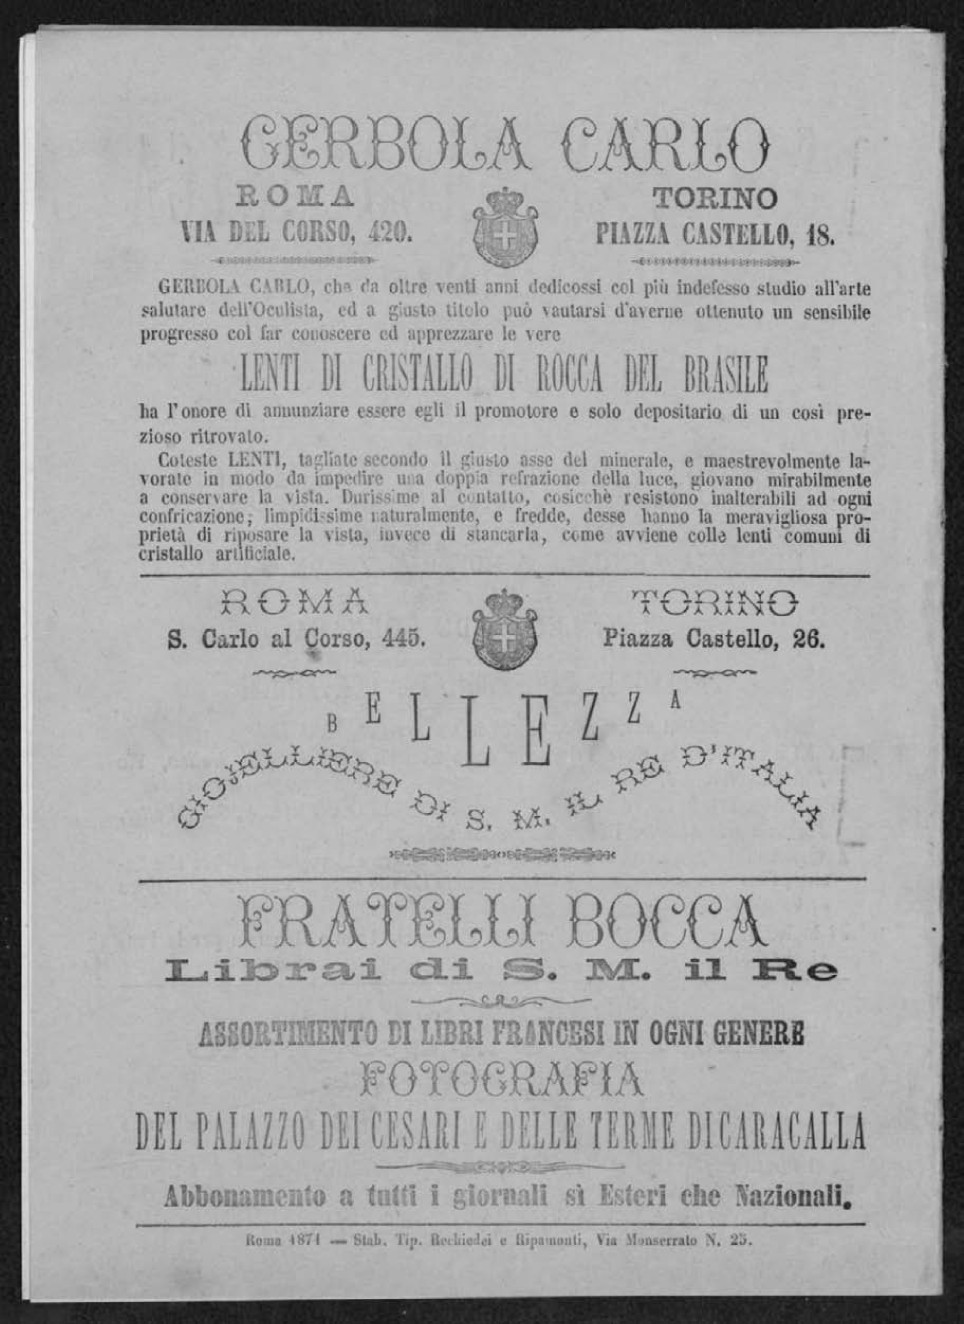 GERBOLA CARLO
ROMA
VIA DEL CORSO, 420.
TORINO
PIAZZA CASTELLO, 18.
GERBOLA CARLO, che da oltre venti anni dedicossi col più indefesso studio all'arte
salutare dell'Oculista, ed a giusto titolo può vautarsi d'averne ottenuto un sensibile
progresso col far conoscere ed apprezzare le vere
LENTI DI CRISTALLO DI ROCCA DEL BRASILE
ha l'onore di annunziare essere egli il promotore e solo depositario di un così pre-
zioso ritrovato.
Coteste LENTI, tagliate secondo il giusto asse del minerale, e maestrevolmente la-
vorate in modo da impedire una doppia refrazione della luce, giovano mirabilmente
a conservare la vista. Durissime al contatto, cosicchè resistono inalterabili ad ogni
confricazione; limpidissime naturalmente, e fredde, desse hanno la meravigliosa pro-
prietà di riposare la vista, invece di stancarla, come avviene colle lenti comuni di
cristallo artificiale.
ROMA
S. Carlo al Corso, 445.
TORINO
Piazza Castello, 26.
BELLEZZA
GIOJELLIERE DI S. M. IL RE D'ITALIA
FRATELLI BOCCA
Librai di S. M. il Re
ASSORTIMENTO DI LIBRI FRANCESI IN OGNI GENERE
FOTOGRAFIA
DEL PALAZZO DEI CESARI E DELLE TERME DI CARACALLA
Abbonamento a tutti i giornali sì Esteri che Nazionali.
Roma 1871 — Stab. Tip. Rechiedei e Ripamonti, Via Monserrato N. 25.